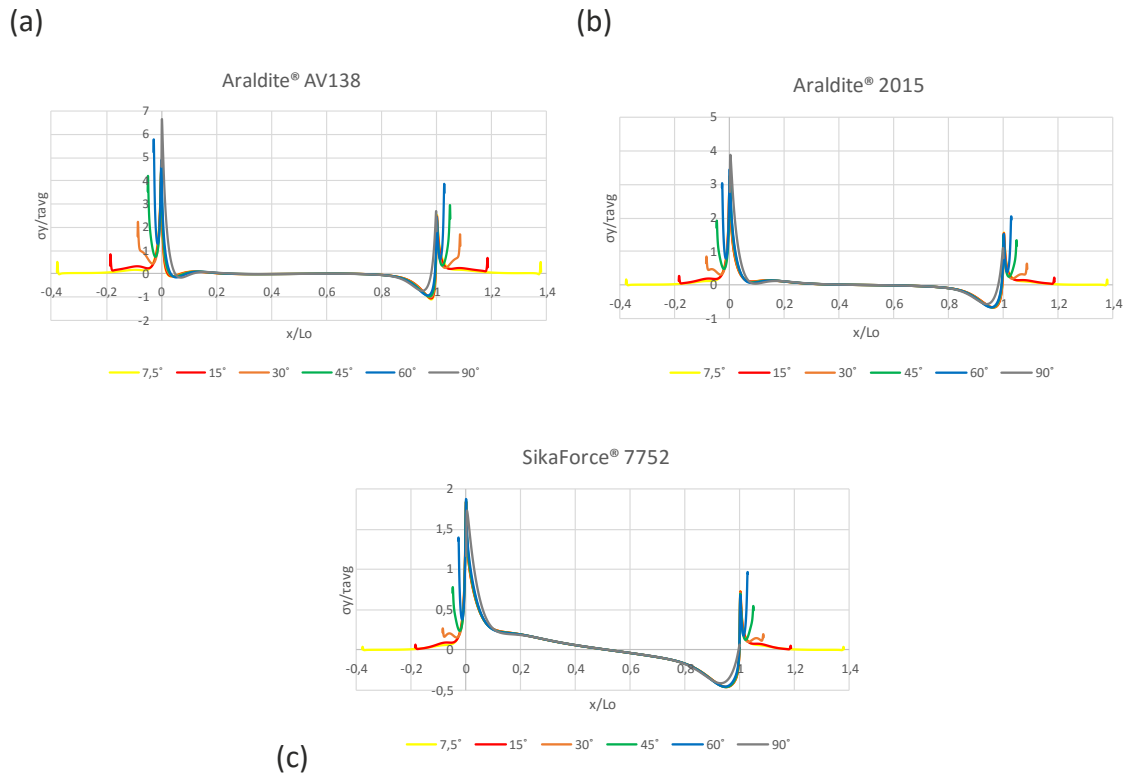 (a)
(b)
Araldite® AV138
7
6
5
4
3
2
1
0
-1
-2
-0,4 -0,2 0 0,2 0,4 0,6 0,8 1 1,2 1,4
σy/τavg
x/Lo
7,5˚ 15˚ 30˚ 45˚ 60˚ 90˚
Araldite® 2015
5
4
3
2
1
0
-1
-0,4 -0,2 0 0,2 0,4 0,6 0,8 1 1,2 1,4
σy/τavg
x/Lo
7,5˚ 15˚ 30˚ 45˚ 60˚ 90˚
SikaForce® 7752
2
1,5
1
0,5
0
-0,5
-0,4 -0,2 0 0,2 0,4 0,6 0,8 1 1,2 1,4
σy/τavg
x/Lo
7,5˚ 15˚ 30˚ 45˚ 60˚ 90˚
(c)